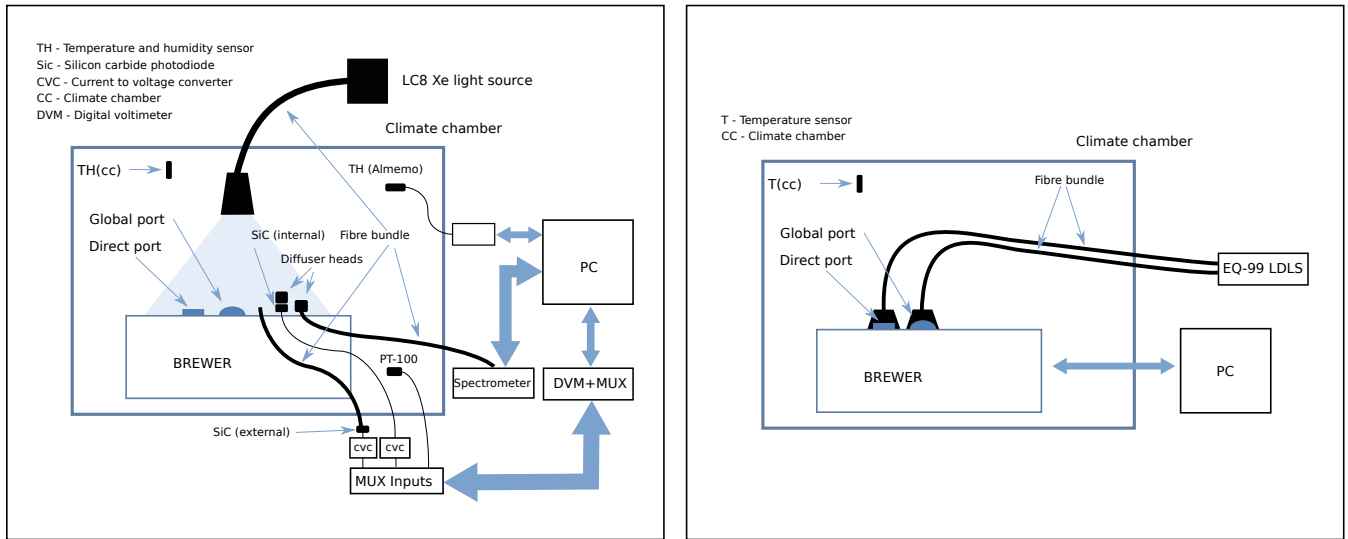 TH - Temperature and humidity sensor
Sic - Silicon carbide photodiode
CVC - Current to voltage converter
CC - Climate chamber
DVM - Digital voltimeter
LC8 Xe light source
Climate chamber
TH(cc)
TH (Almemo)
Global port
SiC (internal)
Fibre bundle
Direct port
Diffuser heads
PC
BREWER
PT-100
Spectrometer
DVM+MUX
SiC (external)
cvc
cvc
MUX Inputs
T - Temperature sensor
CC - Climate chamber
Climate chamber
T(cc)
Fibre bundle
Global port
Direct port
EQ-99 LDLS
BREWER
PC